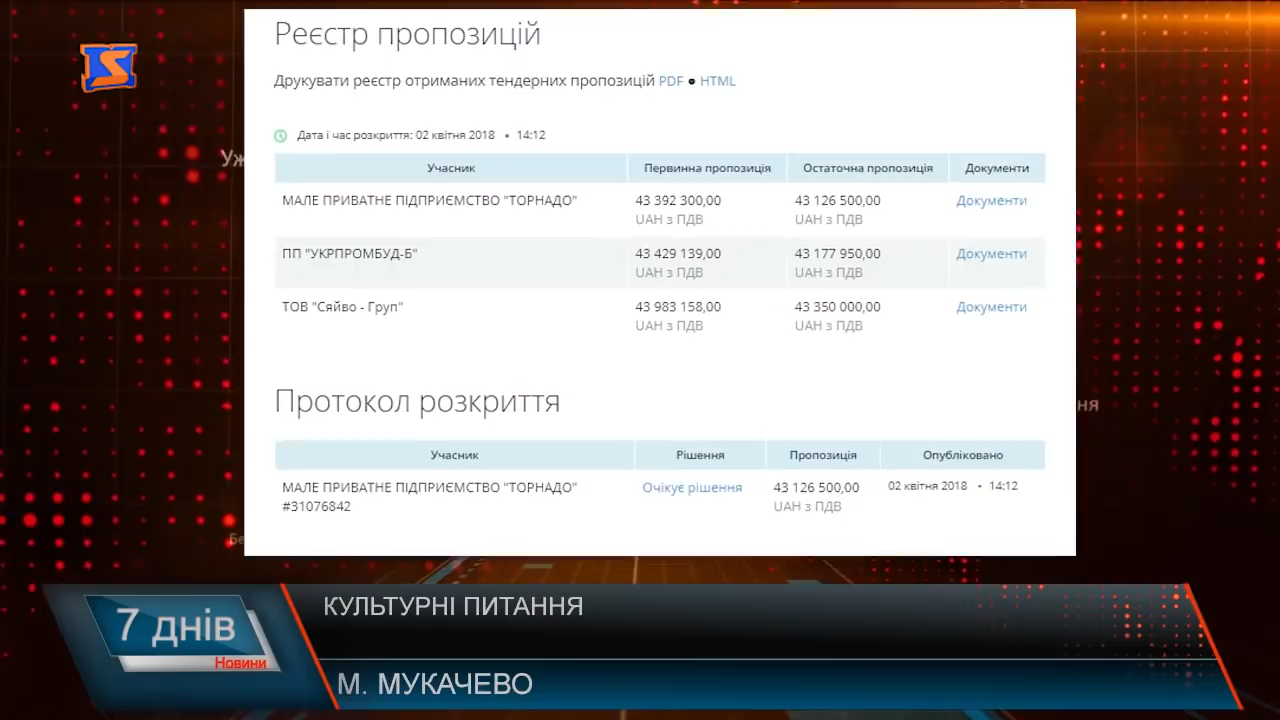 Реєстр пропозицій
Друкувати реєстр отриманих тендерних пропозицій PDF ● HTML
Дата і час розкриття: 02 квітня 2018 • 14:12
Учасник Первинна пропозиція Остаточна пропозиція Документи
МАЛЕ ПРИВАТНЕ ПІДПРИЄМСТВО "ТОРНАДО" 43 392 300,00 43 126 500,00 Документи
UAH з ПДВ UAH з ПДВ
ПП "УКРПРОМБУД-Б" 43 429 139,00 43 177 950,00 Документи
UAH з ПДВ UAH з ПДВ
ТОВ "Сяйво - Груп" 43 983 158,00 43 350 000,00 Документи
UAH з ПДВ UAH з ПДВ
Протокол розкриття
Учасник Рішення Пропозиція Опубліковано
МАЛЕ ПРИВАТНЕ ПІДПРИЄМСТВО "ТОРНАДО" Очікує рішення 43 126 500,00 02 квітня 2018 • 14:12
#31076842 UAH з ПДВ
7 днів
Новини
КУЛЬТУРНІ ПИТАННЯ
М. МУКАЧЕВО